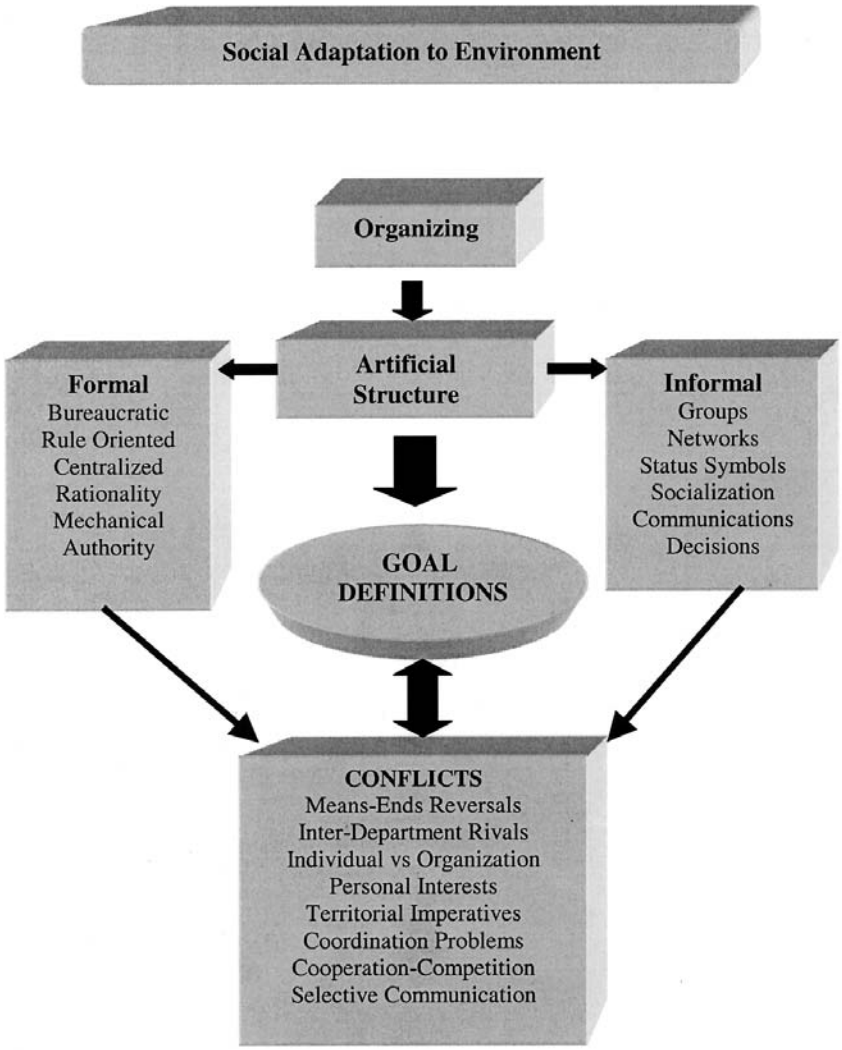 Social Adaptation to Environment
Organizing
Artificial
Structure
Formal
Bureaucratic
Rule Oriented
Centralized
Rationality
Mechanical
Authority
Informal
Groups
Networks
Status Symbols
Socialization
Communications
Decisions
GOAL
DEFINITIONS
CONFLICTS
Means-Ends Reversals
Inter-Department Rivals
Individual vs Organization
Personal Interests
Territorial Imperatives
Coordination Problems
Cooperation-Competition
Selective Communication